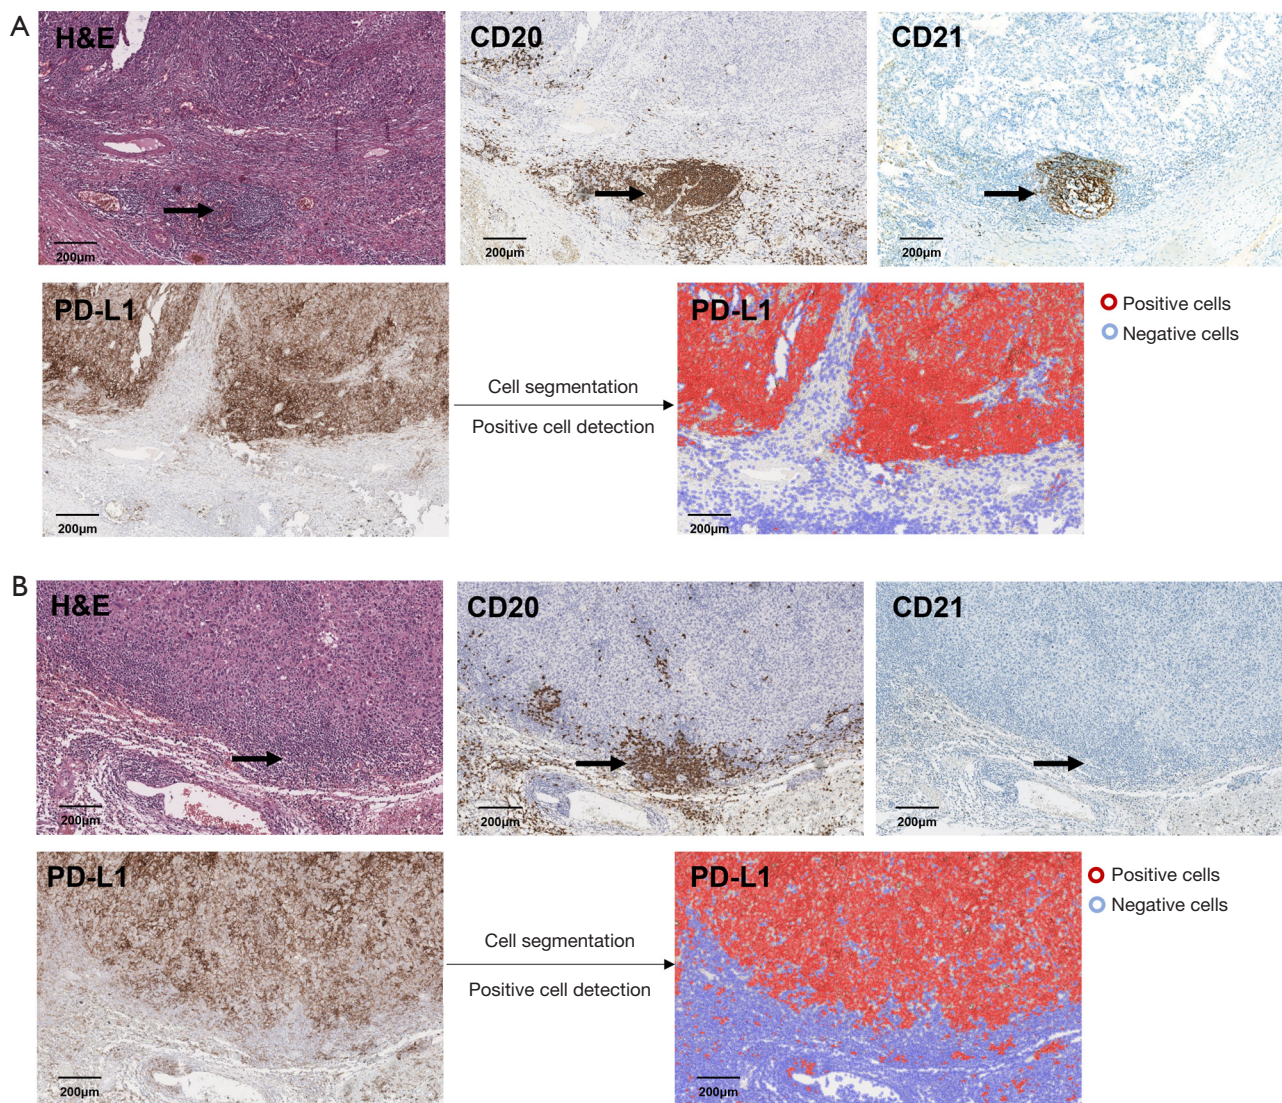 A
H&E
CD20
CD21
200µm
200µm
200µm
PD-L1
Cell segmentation
Positive cell detection
PD-L1
Positive cells
Negative cells
200µm
200µm
B
H&E
CD20
CD21
200µm
200µm
200µm
PD-L1
Cell segmentation
Positive cell detection
PD-L1
Positive cells
Negative cells
200µm
200µm